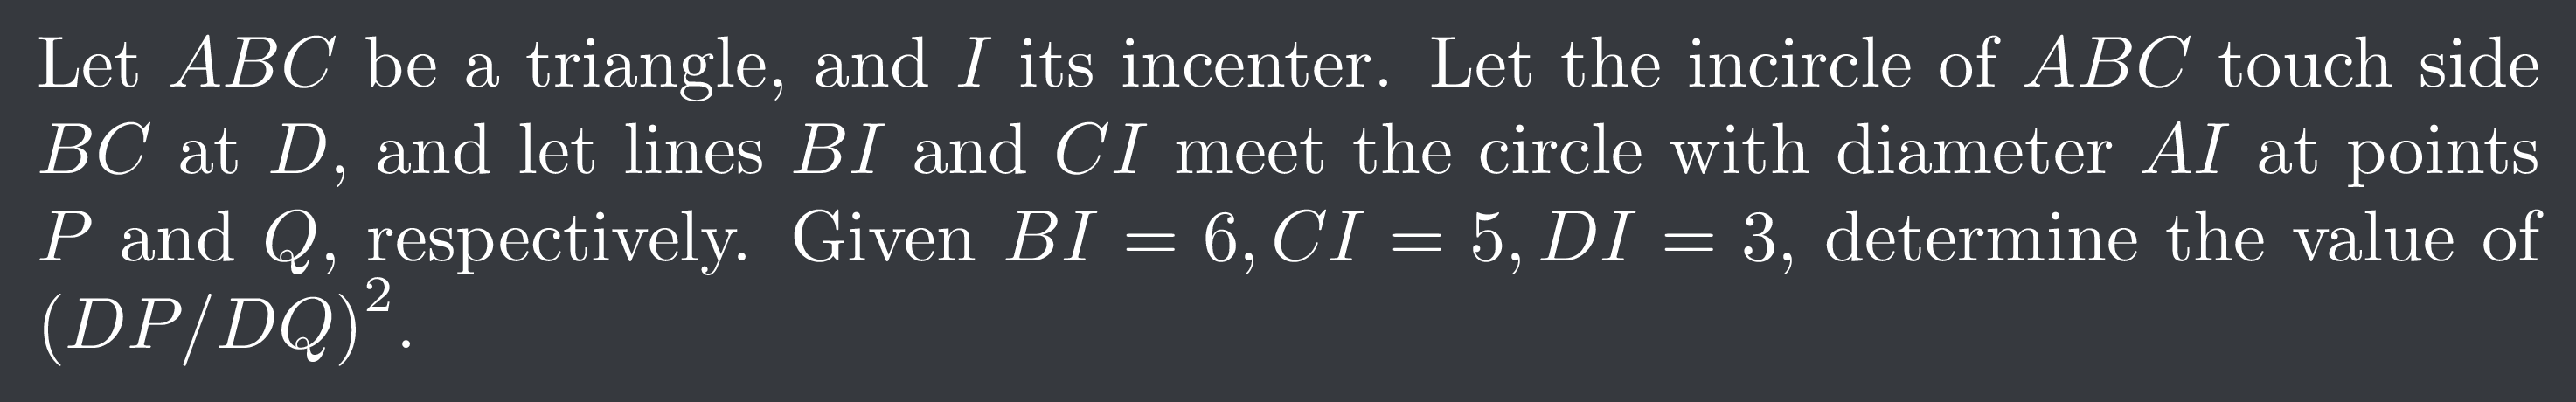 Let ABC be a triangle, and I its incenter. Let the incircle of ABC touch side
BC at D, and let lines BI and CI meet the circle with diameter AI at points
P and Q, respectively. Given BI = 6, CI = 5, DI = 3, determine the value of
(DP/DQ)².